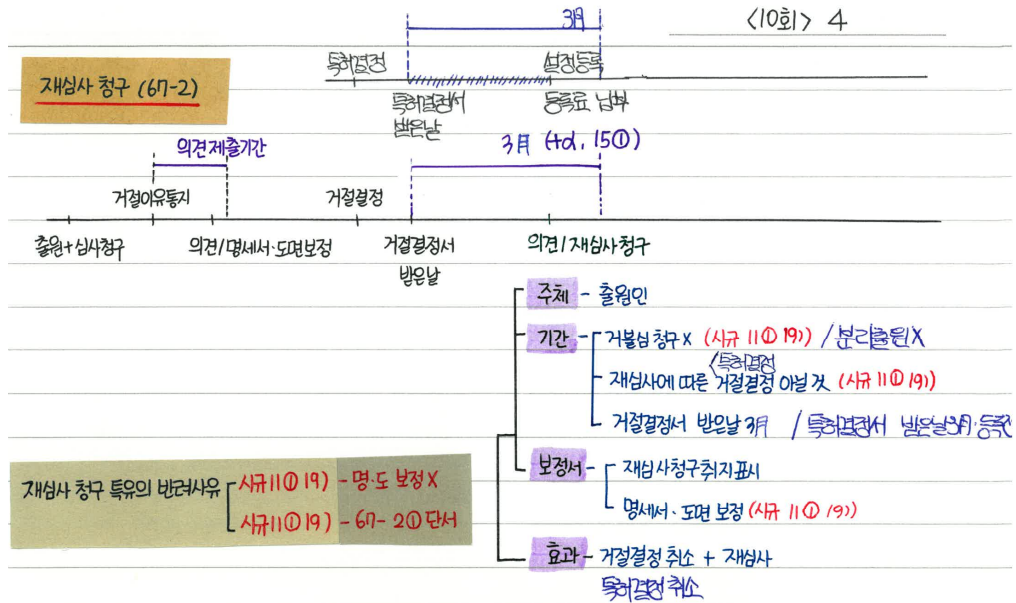 〈10회〉 4
3月
특허결정
설정등록
재심사 청구 (67-2)
특허결정서
받은날
등록료 납부
의견제출기간
3月 (+α, 15①)
거절이유통지
거절결정
출원+심사청구
의견/명세서·도면보정
거절결정서
받은날
의견/재심사청구
주체 - 출원인
기간 - 거불심 청구X (시규 11① 19)) /분리출원X
특허결정
재심사에 따른 거절결정 아닐 것 (시규 11① 19))
거절결정서 받은날 3月 /특허결정서 받은날 3月·등록
보정서 - 재심사청구취지표시
명세서·도면 보정 (시규 11① 19))
재심사 청구 특유의 반려사유
시규11① 19) - 명·도 보정X
시규11① 19) - 67-2① 단서
효과 - 거절결정 취소 + 재심사
특허결정 취소